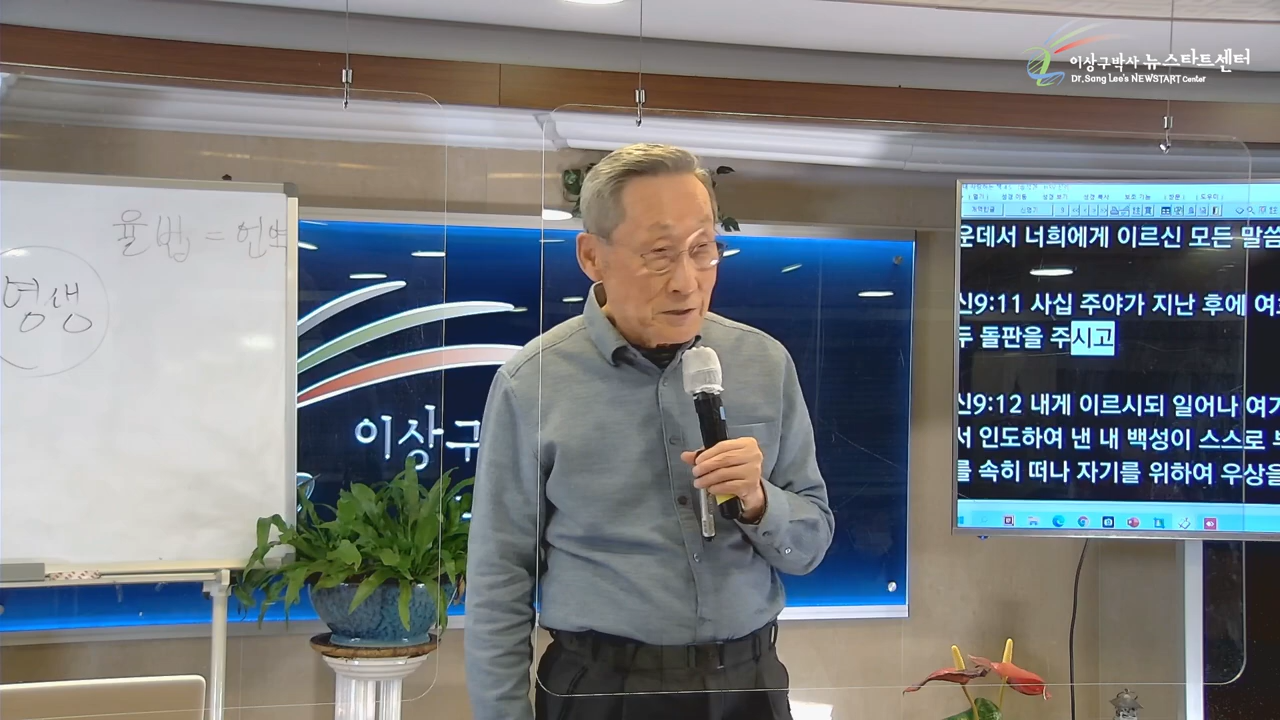 이상구박사 뉴스타트센터
Dr. Sang Lee's NEWSTART Center
율법 = 언
영생
이상구
운데서 너희에게 이르신 모든 말씀
신9:11 사십 주야가 지난 후에 여
두 돌판을 주시고
신9:12 내게 이르시되 일어나 여기
서 인도하여 낸 내 백성이 스스로
를 속히 떠나 자기를 위하여 우상을